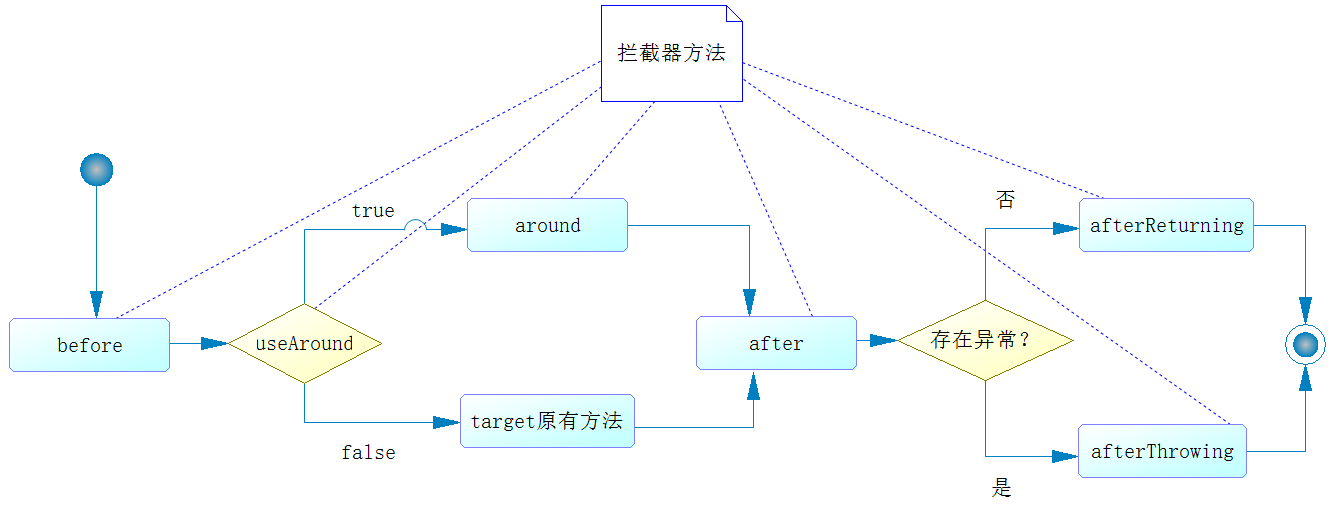 拦截器方法
true
around
否
afterReturning
before
useAround
after
存在异常?
target原有方法
false
afterThrowing
是